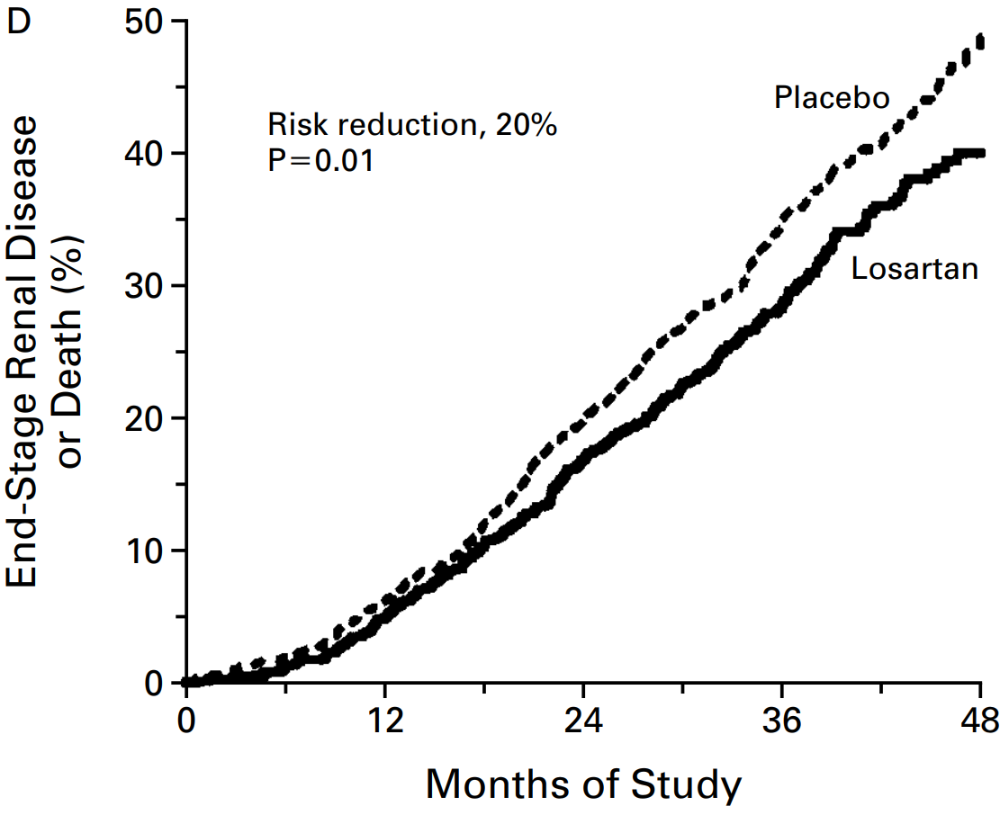 D
End-Stage Renal Disease
or Death (%)
50
40
30
20
10
0
Risk reduction, 20%
P=0.01
Placebo
Losartan
0 12 24 36 48
Months of Study